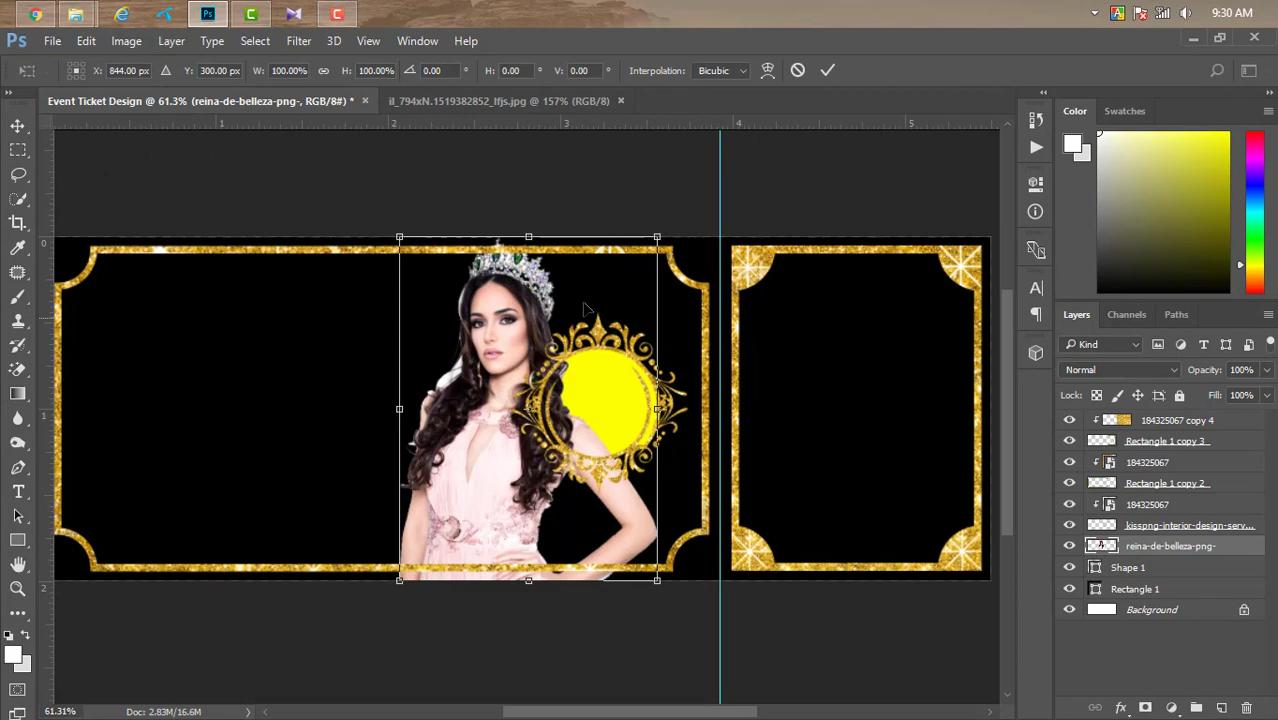 9:30 AM
Ps File Edit Image Layer Type Select Filter 3D View Window Help
X: 844.00 px Y: 300.00 px W: 100.00% H: 100.00% 0.00 ° H: 0.00 ° V: 0.00 ° Interpolation: Bicubic
Event Ticket Design @ 61.3% (reina-de-belleza-png-, RGB/8#) * × il_794xN.1519382852_lfjs.jpg @ 157% (RGB/8) ×
Color Swatches
1 2 3 4 5
0
1
2
Layers Channels Paths
Kind
Normal Opacity: 100%
Lock: Fill: 100%
184325067 copy 4
Rectangle 1 copy 3
184325067
Rectangle 1 copy 2
184325067
kisspng-interior-design-serv...
reina-de-belleza-png-
Shape 1
Rectangle 1
Background
61.31% Doc: 2.83M/16.6M